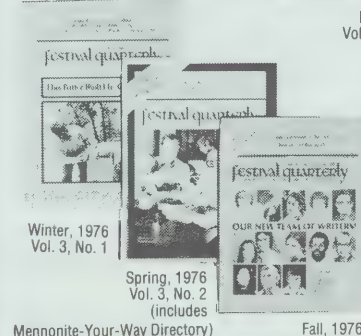 Vol
festival quarterly
festival quarterly
festival quarterly
OUR NEW TEAM OF WRITERS
Winter, 1976
Vol. 3, No. 1
Spring, 1976
Vol. 3, No. 2
(includes
Mennonite-Your-Way Directory)
Fall, 1976